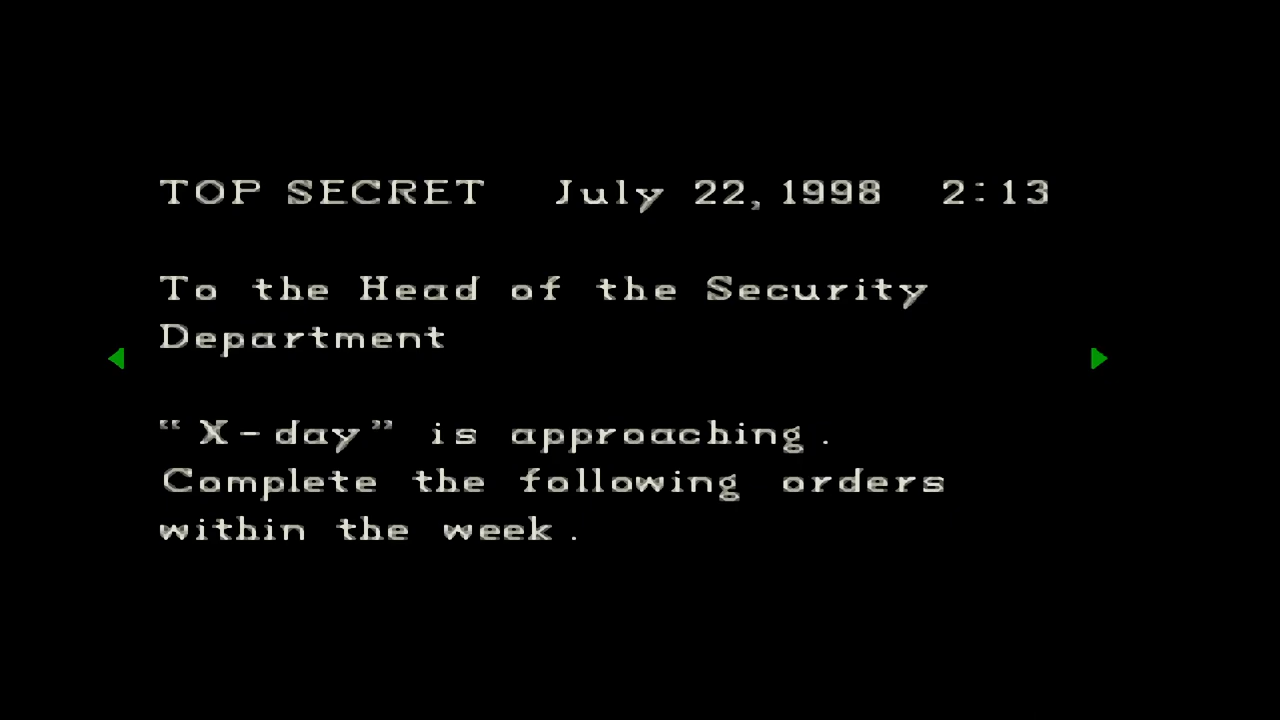 TOP SECRET July 22, 1998 2:13
To the Head of the Security
Department
"X-day" is approaching.
Complete the following orders
within the week.